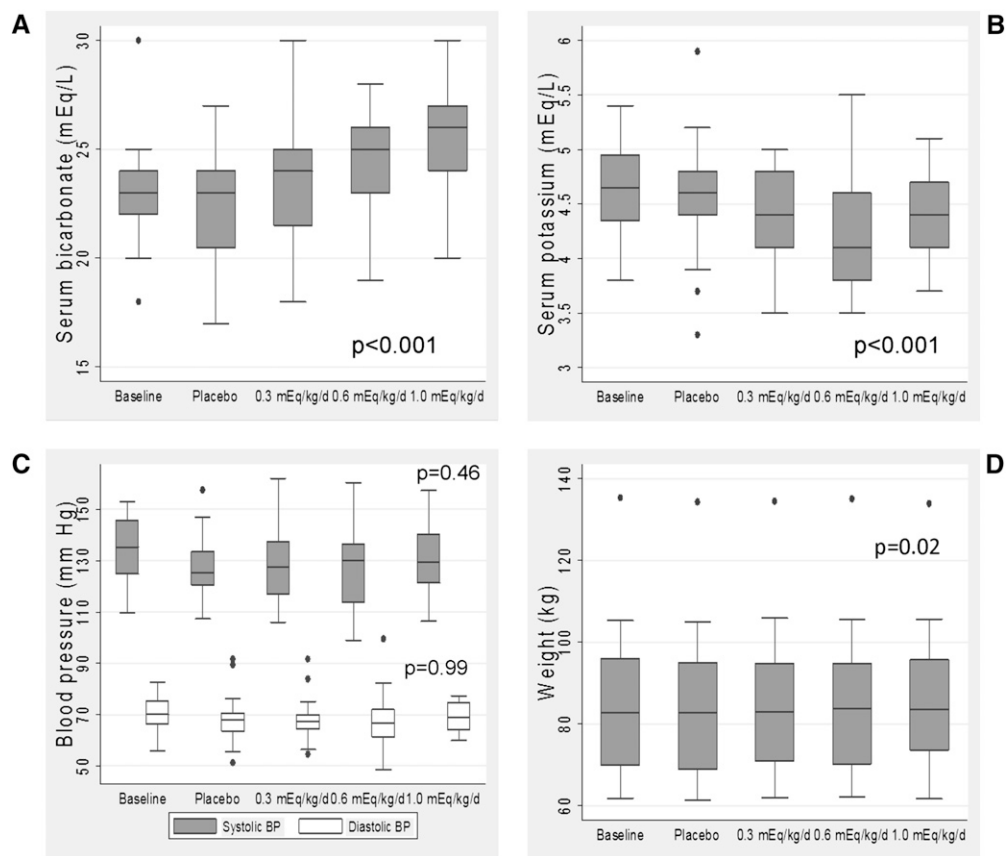 A
Serum bicarbonate (mEq/L)
30
25
20
15
p<0.001
Baseline Placebo 0.3 mEq/kg/d 0.6 mEq/kg/d 1.0 mEq/kg/d
B
Serum potassium (mEq/L)
6
5.5
5
4.5
4
3.5
3
p<0.001
Baseline Placebo 0.3 mEq/kg/d 0.6 mEq/kg/d 1.0 mEq/kg/d
C
Blood pressure (mm Hg)
150
130
110
90
70
50
p=0.46
p=0.99
Baseline Placebo 0.3 mEq/kg/d 0.6 mEq/kg/d 1.0 mEq/kg/d
Systolic BP Diastolic BP
D
Weight (kg)
140
120
100
80
60
p=0.02
Baseline Placebo 0.3 mEq/kg/d 0.6 mEq/kg/d 1.0 mEq/kg/d